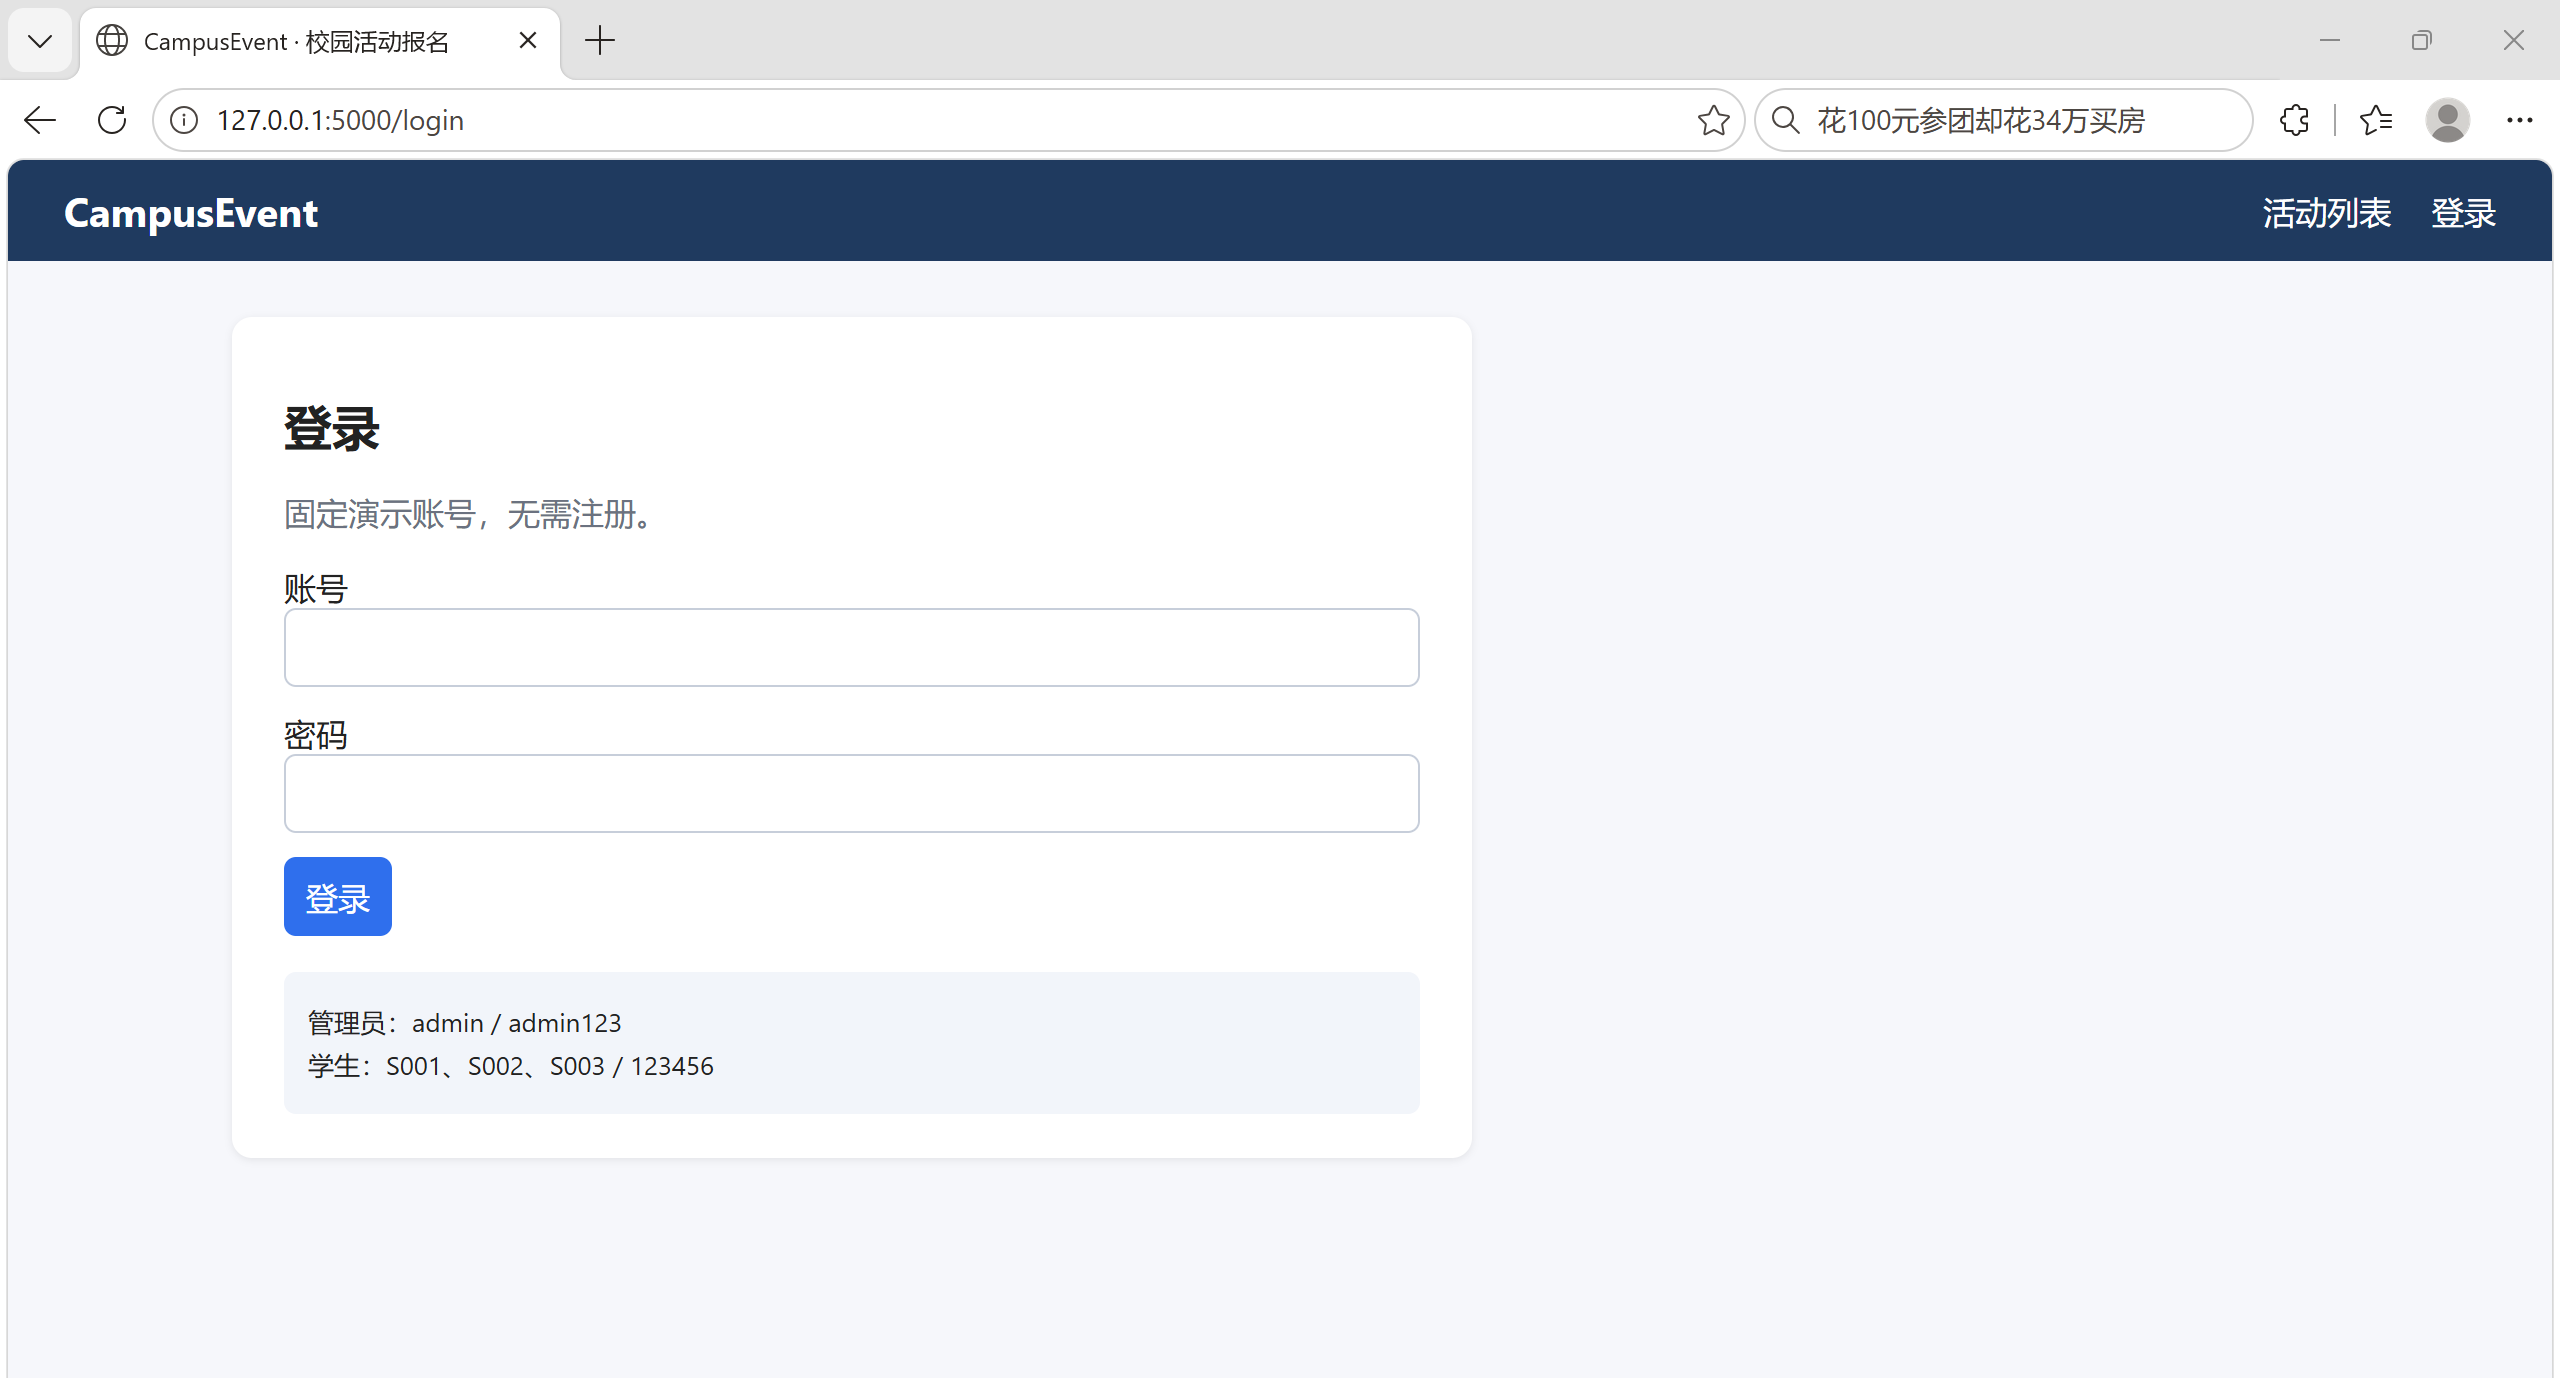 CampusEvent · 校园活动报名
127.0.0.1:5000/login
花100元参团却花34万买房
CampusEvent
活动列表
登录
登录
固定演示账号，无需注册。
账号
密码
登录
管理员：admin / admin123
学生：S001、S002、S003 / 123456